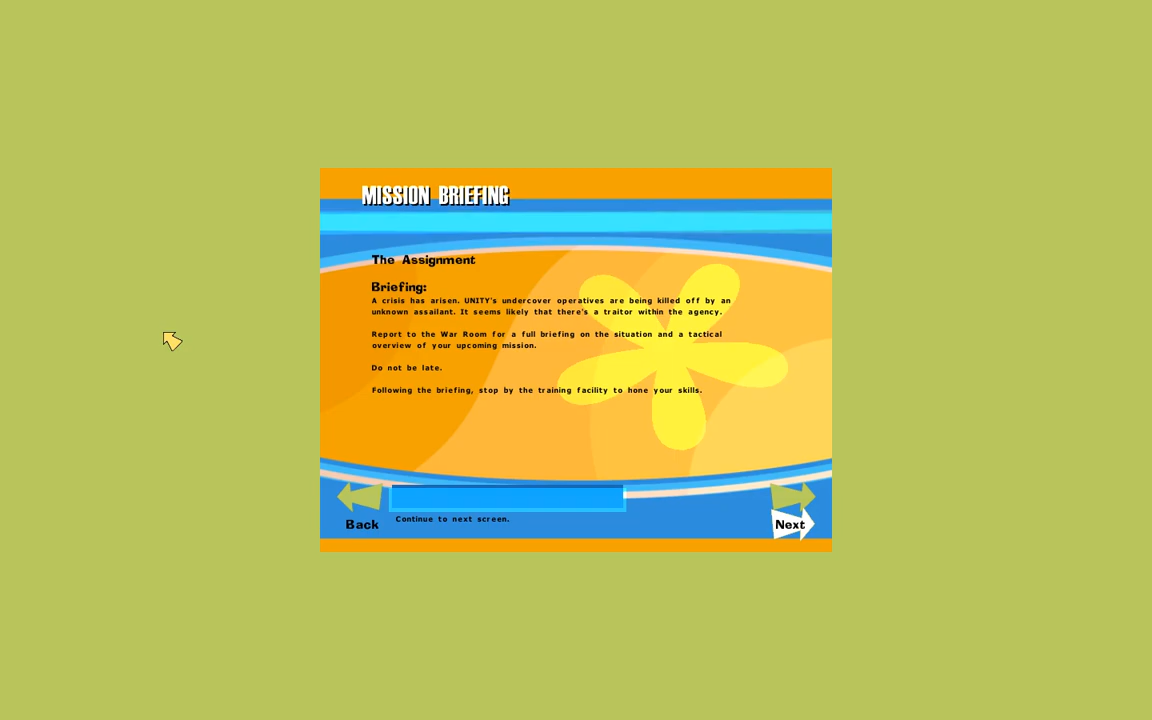 MISSION BRIEFING
The Assignment
Briefing:
A crisis has arisen. UNITY's undercover operatives are being killed off by an
unknown assailant. It seems likely that there's a traitor within the agency.
Report to the War Room for a full briefing on the situation and a tactical
overview of your upcoming mission.
Do not be late.
Following the briefing, stop by the training facility to hone your skills.
Back
Continue to next screen.
Next